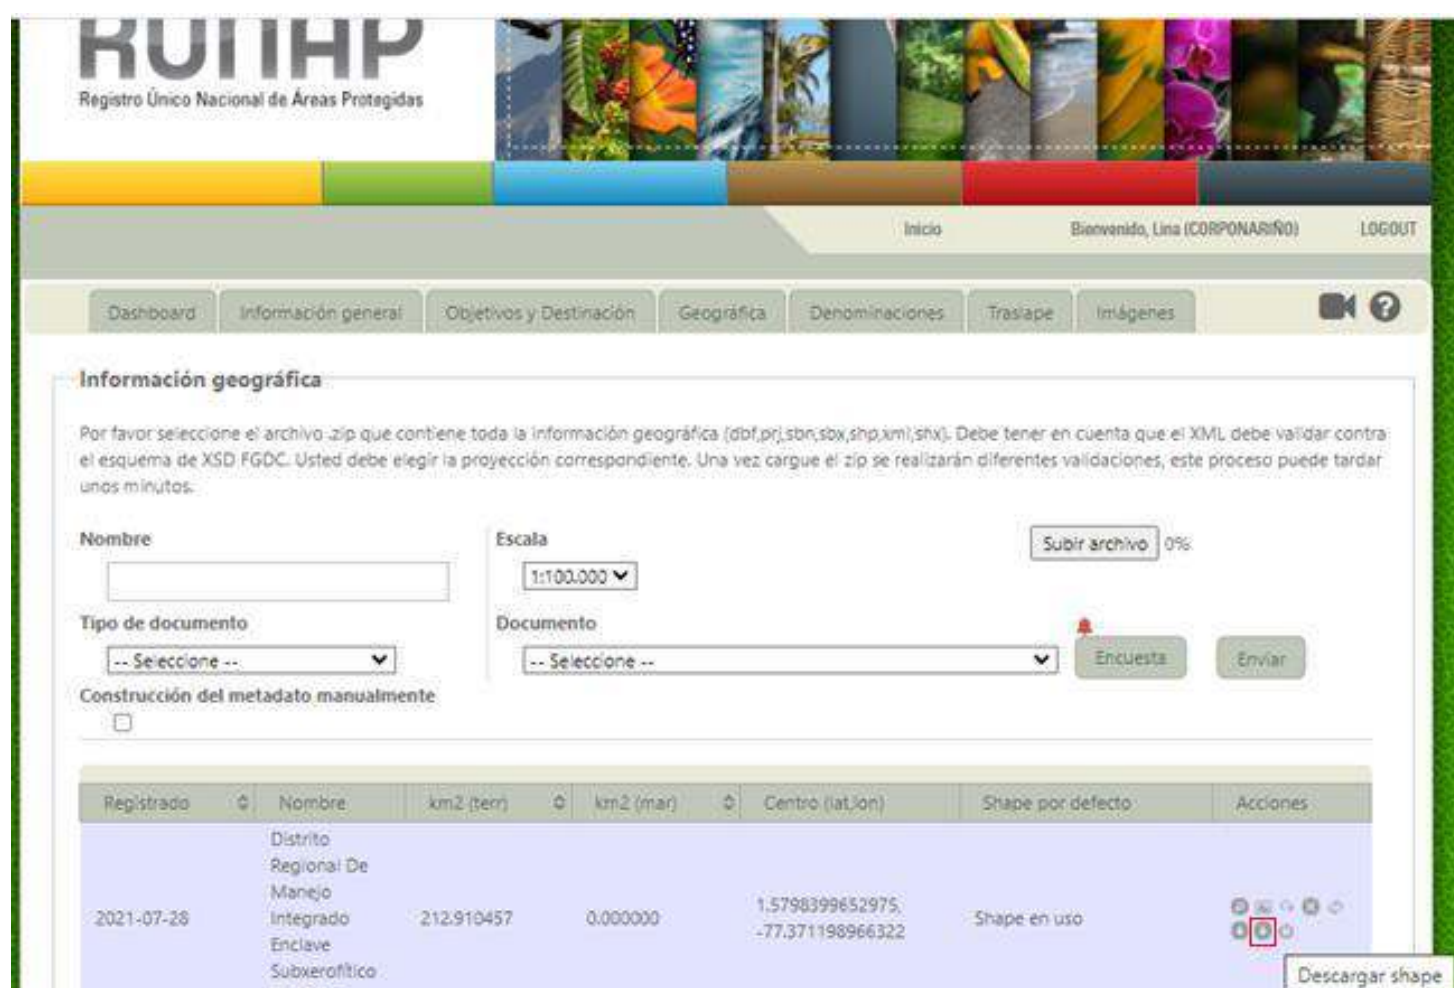 RUNAP
Registro Único Nacional de Áreas Protegidas
Inicio
Bienvenido, Lina (CORPONARIÑO)
LOGOUT
Dashboard
Información general
Objetivos y Destinación
Geográfica
Denominaciones
Traslape
Imágenes
Información geográfica
Por favor seleccione el archivo .zip que contiene toda la información geográfica (dbf,prj,sbn,sbx,shp,xml,shx). Debe tener en cuenta que el XML debe validar contra
el esquema de XSD FGDC. Usted debe elegir la proyección correspondiente. Una vez cargue el zip se realizarán diferentes validaciones, este proceso puede tardar
unos minutos.
Nombre
Escala
1:100.000
Subir archivo 0%
Tipo de documento
-- Seleccione --
Documento
-- Seleccione --
Encuesta
Enviar
Construcción del metadato manualmente
Registrado
Nombre
km2 (terr)
km2 (mar)
Centro (lat,lon)
Shape por defecto
Acciones
2021-07-28
Distrito
Regional De
Manejo
Integrado
Enclave
Subxerofítico
212.910457
0.000000
1.5798399652975,
-77.371198966322
Shape en uso
Descargar shape